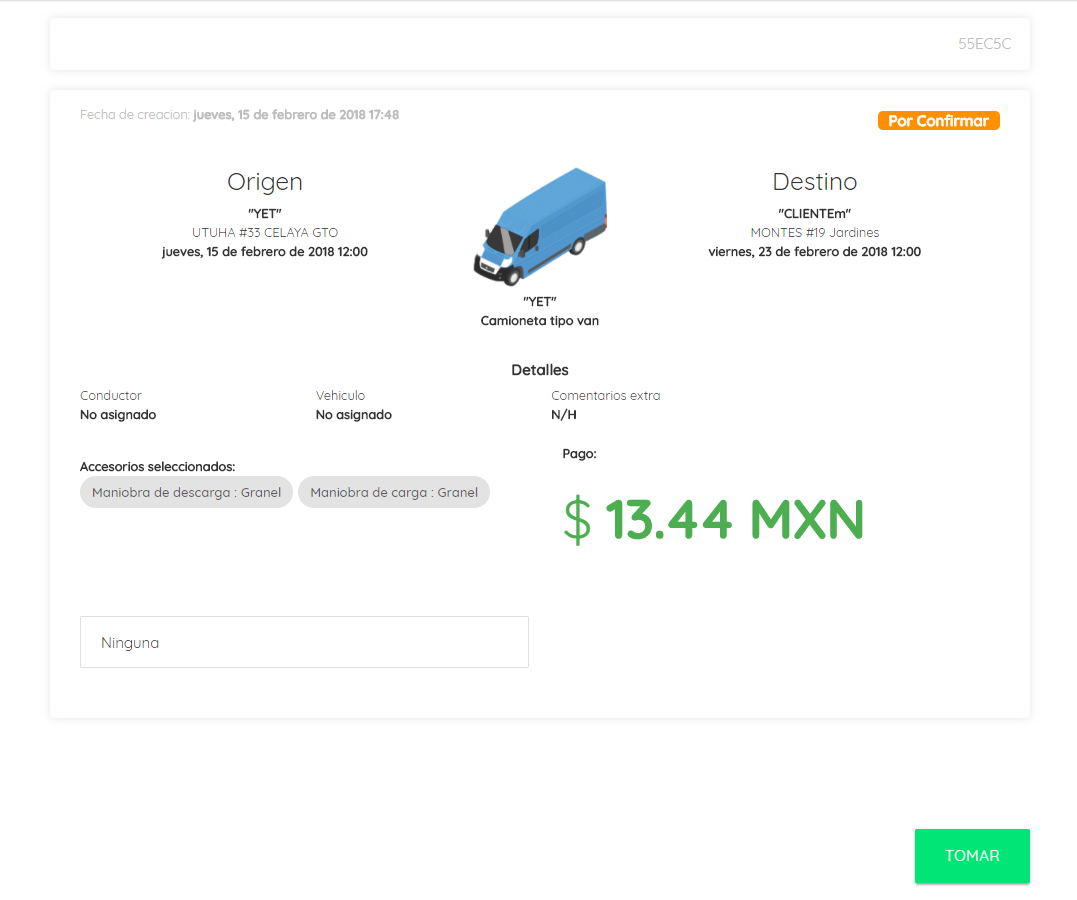 55EC5C
Fecha de creacion: jueves, 15 de febrero de 2018 17:48
Por Confirmar
Origen
"YET"
UTUHA #33 CELAYA GTO
jueves, 15 de febrero de 2018 12:00
"YET"
Camioneta tipo van
Destino
"CLIENTEm"
MONTES #19 Jardines
viernes, 23 de febrero de 2018 12:00
Detalles
Conductor
No asignado
Vehiculo
No asignado
Comentarios extra
N/H
Accesorios seleccionados:
Maniobra de descarga : Granel
Maniobra de carga : Granel
Pago:
$ 13.44 MXN
Ninguna
TOMAR